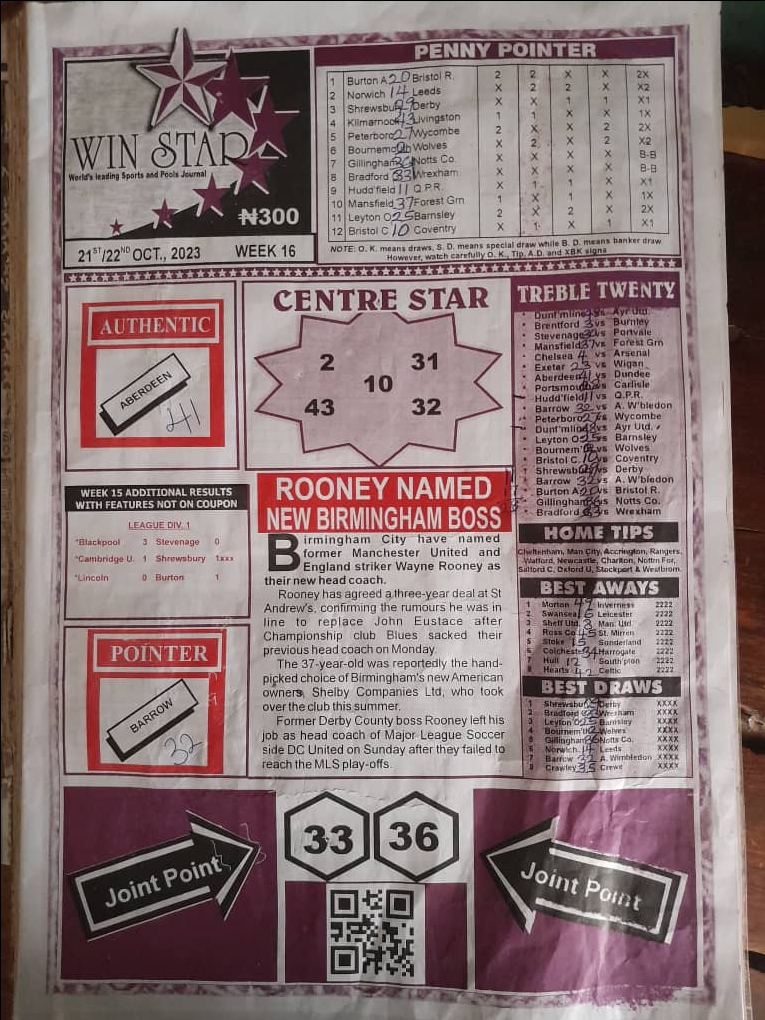 WIN STAR
World's leading Sports and Pools Journal
₦300
21ST/22ND OCT., 2023 WEEK 16
PENNY POINTER
1 Burton A 20 Bristol R. 2 2 X X 2X
2 Norwich 14 Leeds X 2 2 X X2
3 Shrewsbu Derby X X 1 1 X1
4 Kilmarno 43 Livingston 1 1 X X 1X
5 Peterboro 27 Wycombe 2 X X 2 2X
6 Bournem Wolves X 2 X 2 X2
7 Gillingha Notts Co. X X X X B-B
8 Bradford 33 Wrexham X X X X B-B
9 Hudd'field 11 Q.P.R. X 1 1 X X1
10 Mansfield 37 Forest Grn 1 X 1 X 1X
11 Leyton O 25 Barnsley 2 X 2 X 2X
12 Bristol C 10 Coventry X 1 X 1 X1
NOTE: O. K. means draws, S. D. means special draw while B. D. means banker draw
However, watch carefully O. K., Tip, A.D. and XBK signs
AUTHENTIC
ABERDEEN
41
CENTRE STAR
2 31
10
43 32
TREBLE TWENTY
Dunf'mline vs Ayr Utd.
Brentford 3 vs Burnley
Stevenage vs Portvale
Mansfield 37 vs Forest Grn
Chelsea 4 vs Arsenal
Exeter 23 vs Wigan
Aberdeen 41 vs Dundee
Portsmou vs Carlisle
Hudd'field 11 vs Q.P.R.
Barrow 32 vs A. W'bledon
Peterboro 27 vs Wycombe
Dunf'mline vs Ayr Utd.
Leyton O 25 vs Barnsley
Bournem' vs Wolves
Bristol C. 10 vs Coventry
Shrewsb vs Derby
Barrow 32 vs A. W'bledon
Burton A 20 vs Bristol R.
Gillingha vs Notts Co.
Bradford 33 vs Wrexham
WEEK 15 ADDITIONAL RESULTS
WITH FEATURES NOT ON COUPON
LEAGUE DIV. 1
*Blackpool 3 Stevenage 0
*Cambridge U. 1 Shrewsbury 1xxx
*Lincoln 0 Burton 1
POINTER
BARROW
32
ROONEY NAMED
NEW BIRMINGHAM BOSS
Birmingham City have named
former Manchester United and
England striker Wayne Rooney as
their new head coach.
Rooney has agreed a three-year deal at St
Andrew's, confirming the rumours he was in
line to replace John Eustace after
Championship club Blues sacked their
previous head coach on Monday.
The 37-year-old was reportedly the hand-
picked choice of Birmingham's new American
owners, Shelby Companies Ltd, who took
over the club this summer.
Former Derby County boss Rooney left his
job as head coach of Major League Soccer
side DC United on Sunday after they failed to
reach the MLS play-offs.
HOME TIPS
Cheltenham, Man City, Accrington, Rangers,
Watford, Newcastle, Charlton, Nottm For,
Salford C, Oxford U, Stockport & Westbrom.
BEST AWAYS
1 Morton 44 Inverness 2222
2 Swansea 16 Leicester 2222
3 Sheff Utd Man. Utd. 2222
4 Ross Co 45 St. Mirren 2222
5 Stoke 15 Sunderland 2222
6 Colchest 34 Harrogate 2222
7 Hull 12 South'pton 2222
8 Hearts 42 Celtic 2222
BEST DRAWS
1 Shrewsbu Derby XXXX
2 Bradford Wrexham XXXX
3 Leyton O 25 Barnsley XXXX
4 Bournem' Wolves XXXX
5 Gillingha Notts Co. XXXX
6 Norwich 14 Leeds XXXX
7 Barrow 32 A. Wimbledon XXXX
8 Crawley 35 Crewe XXXX
Joint Point
33 36
Joint Point